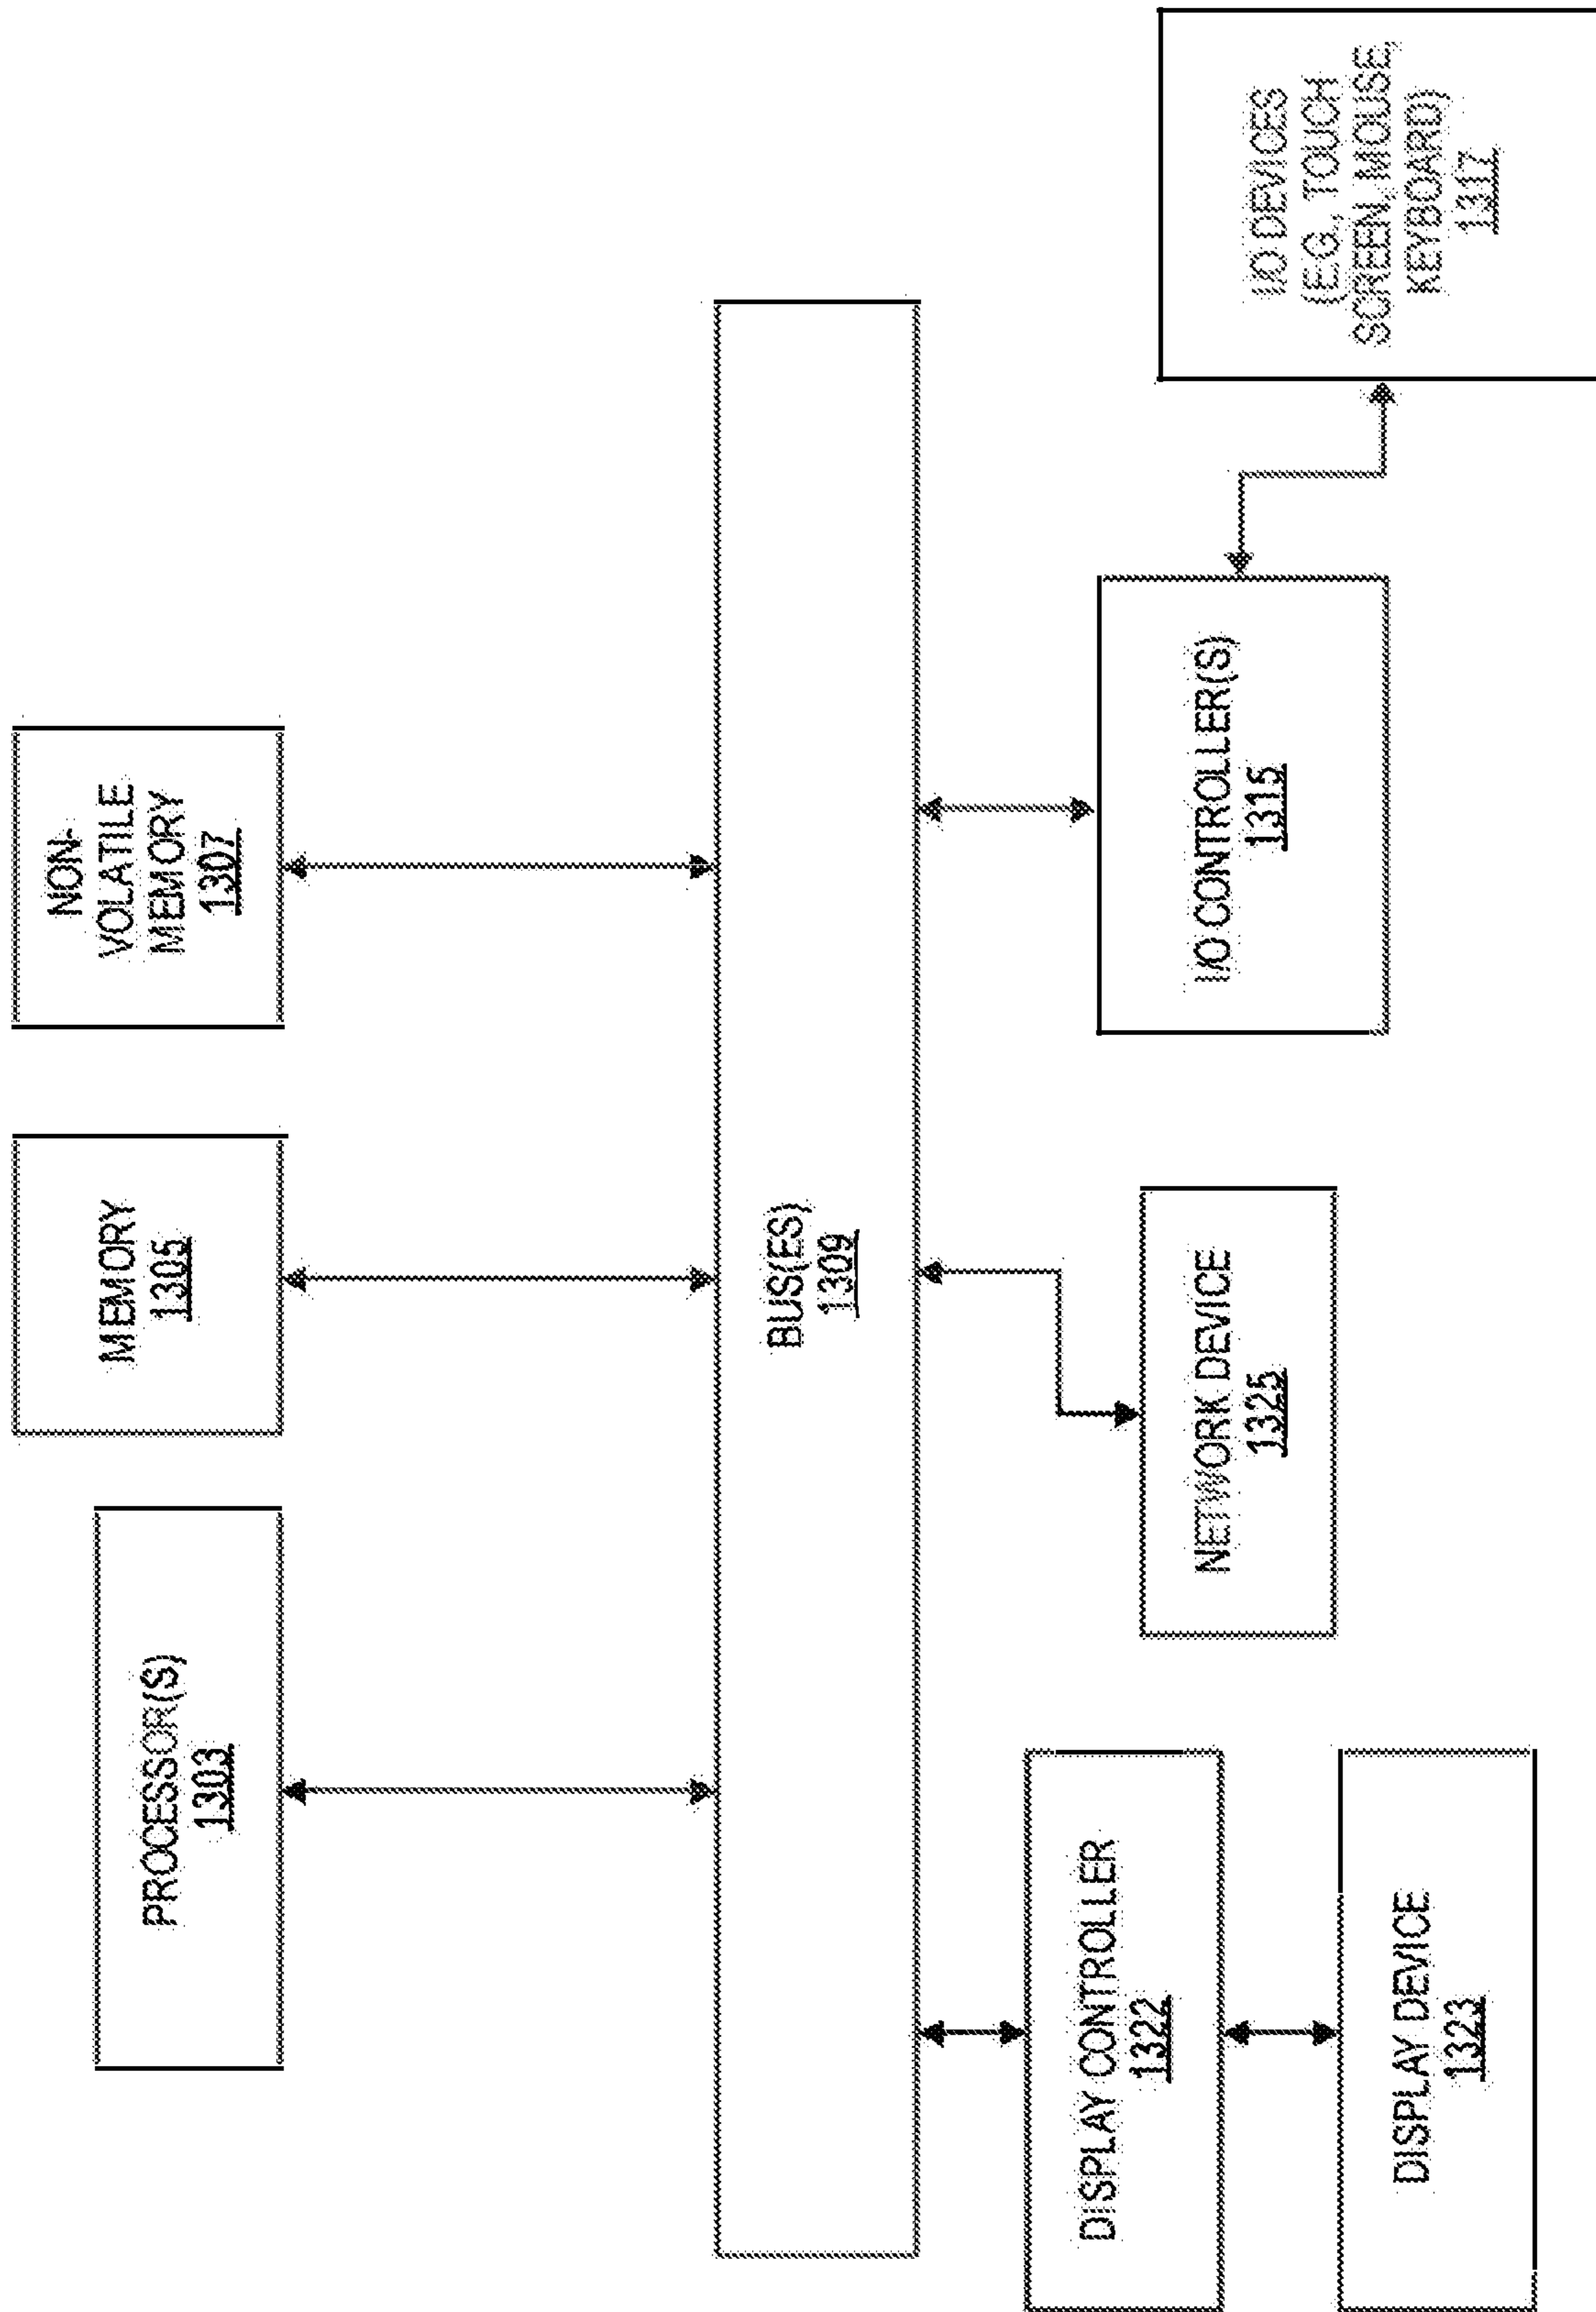 PROCESSOR(S)
1303
MEMORY
1305
NON-
VOLATILE
MEMORY
1307
BUS(ES)
1309
DISPLAY CONTROLLER
1322
DISPLAY DEVICE
1323
NETWORK DEVICE
1325
I/O CONTROLLER(S)
1315
I/O DEVICES
(E.G., TOUCH
SCREEN, MOUSE,
KEYBOARD)
1317